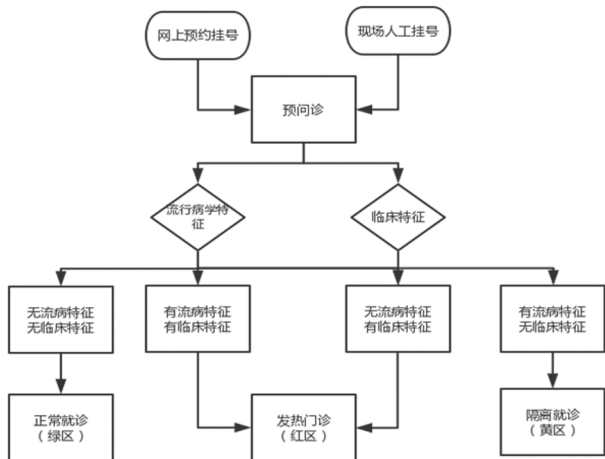 网上预约挂号
现场人工挂号
预问诊
流行病学特
征
临床特征
无流病特征
无临床特征
有流病特征
有临床特征
无流病特征
有临床特征
有流病特征
无临床特征
正常就诊
（绿区）
发热门诊
（红区）
隔离就诊
（黄区）